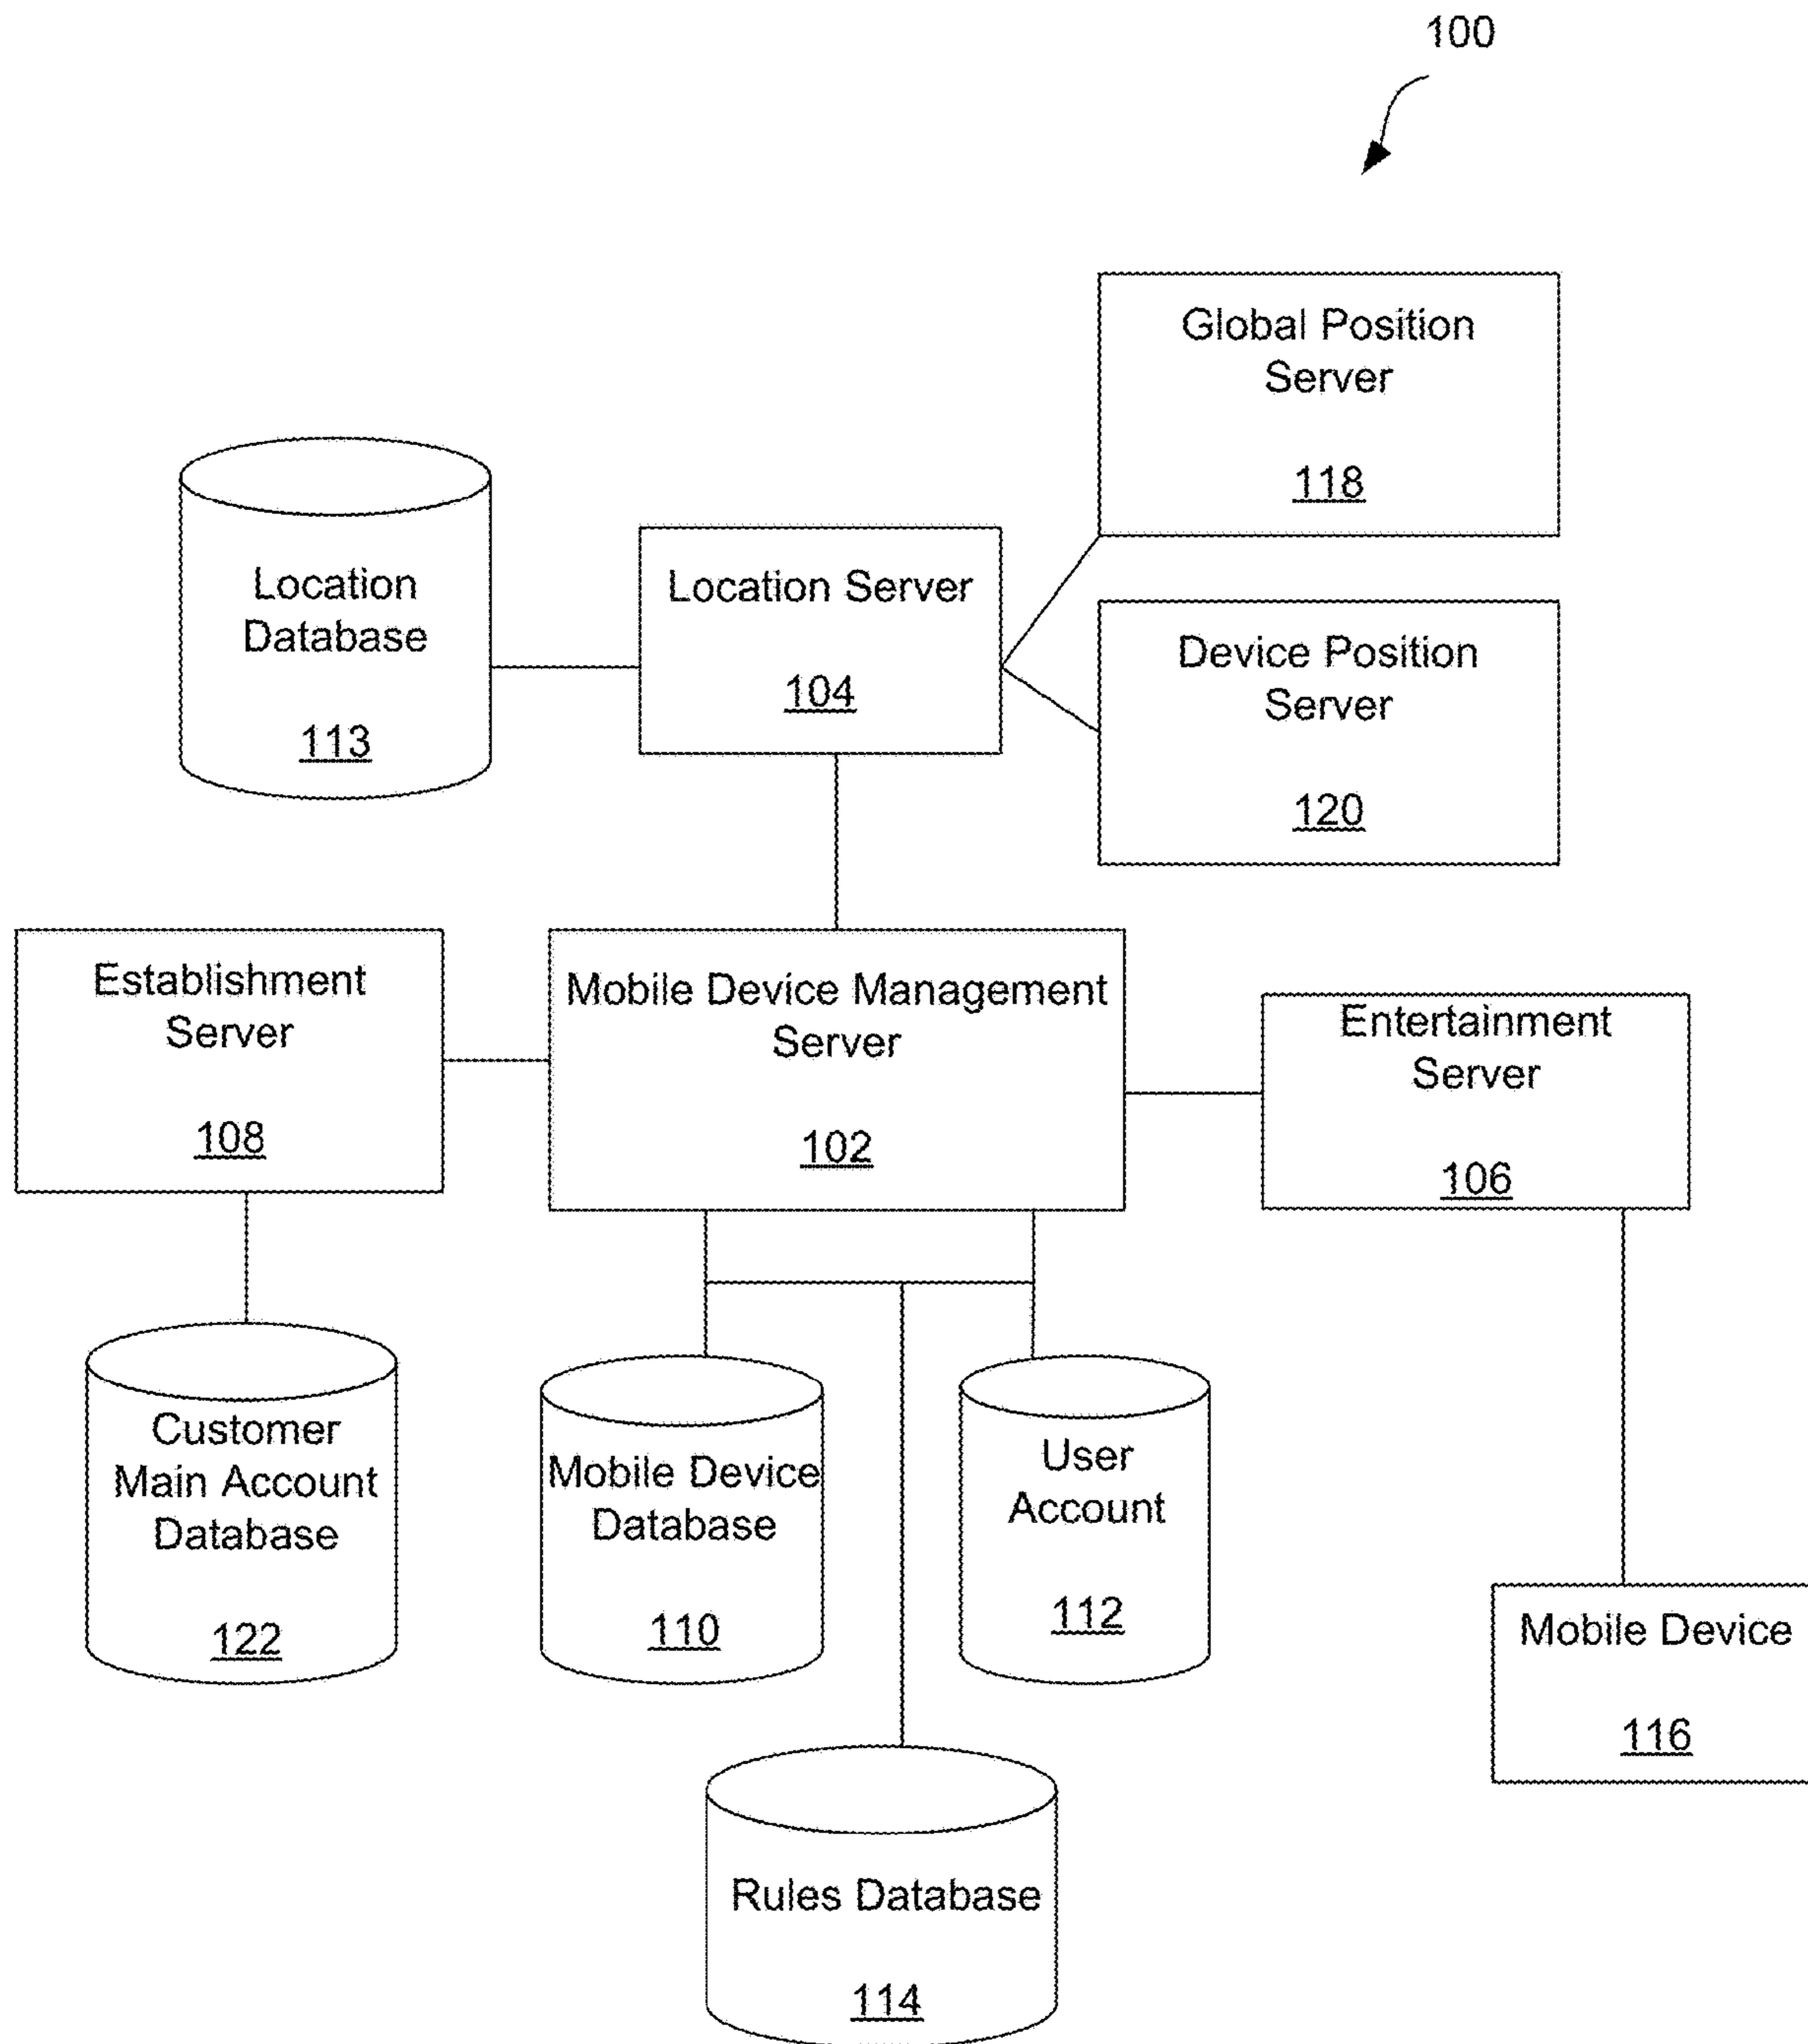 100
Global Position
Server
118
Location
Database
113
Location Server
104
Device Position
Server
120
Establishment
Server
108
Mobile Device Management
Server
102
Entertainment
Server
106
Customer
Main Account
Database
122
Mobile Device
Database
110
User
Account
112
Mobile Device
116
Rules Database
114